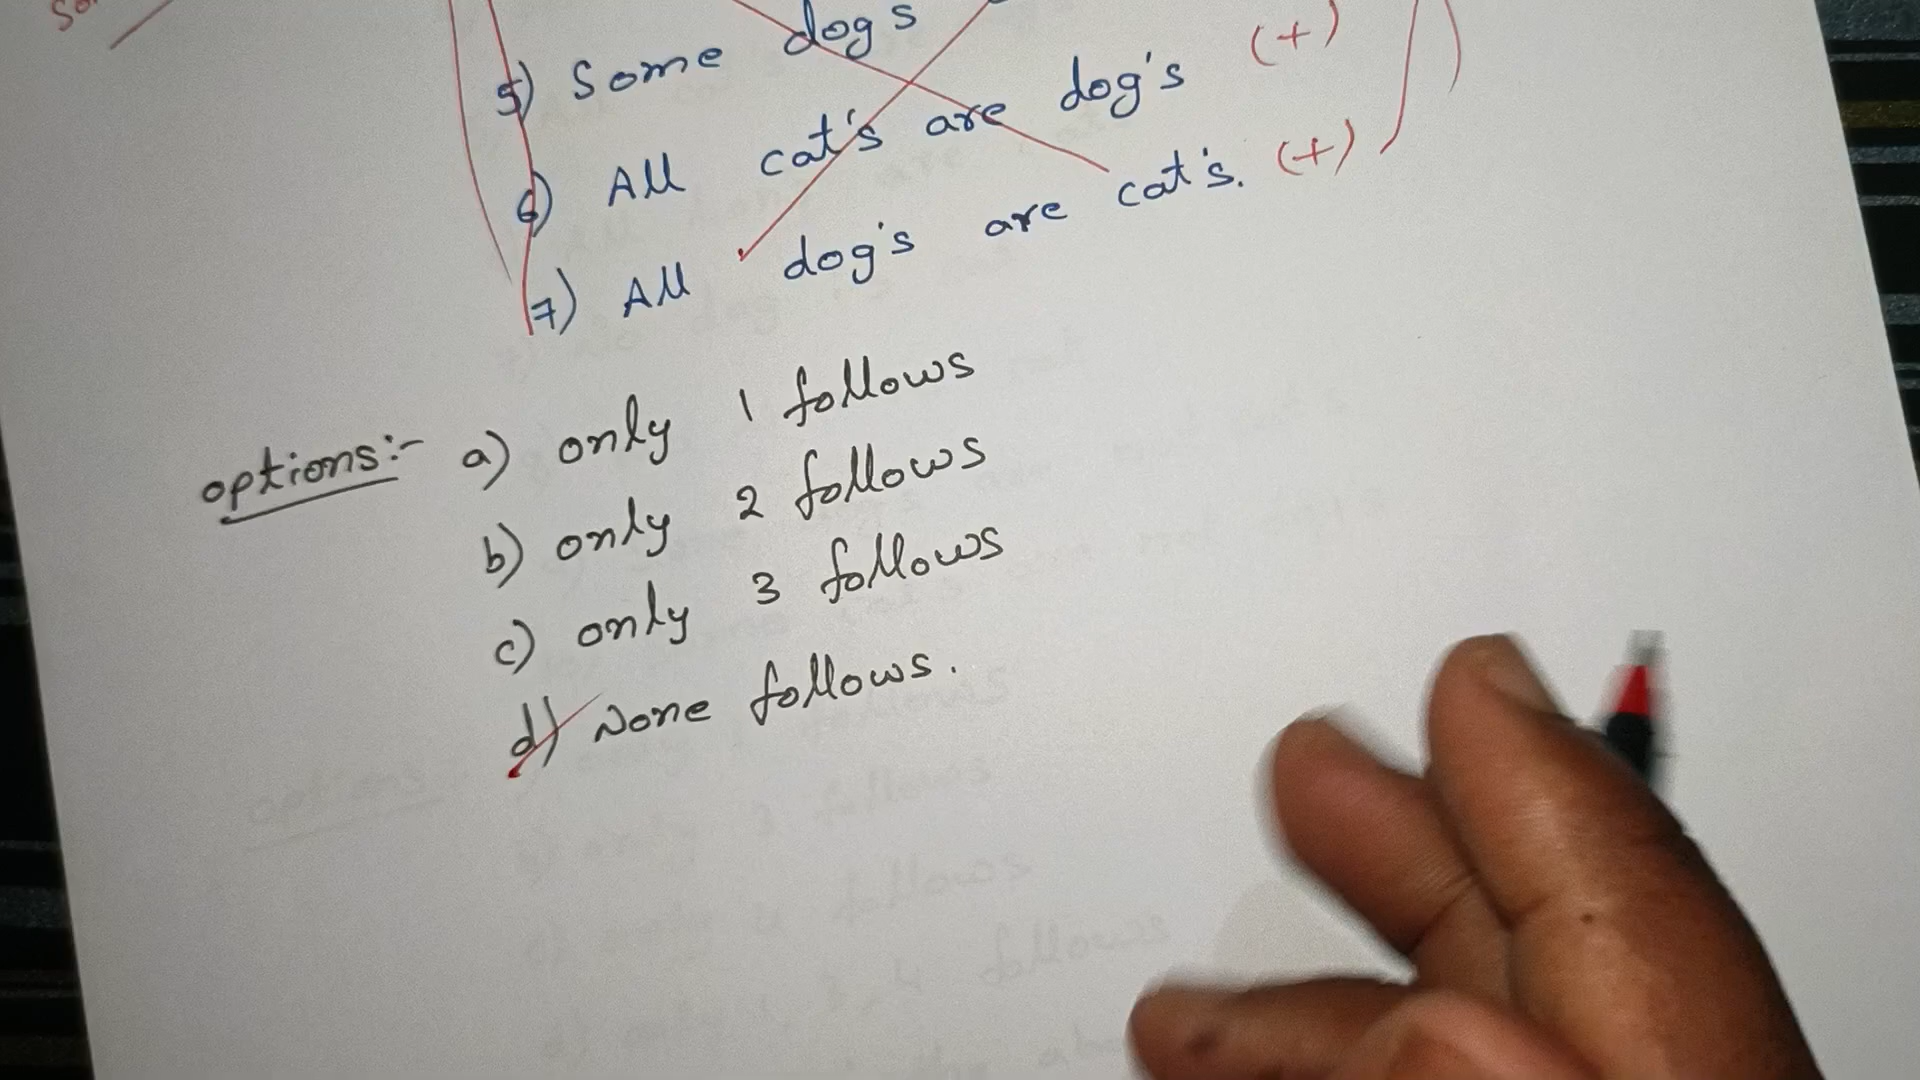 5) Some dogs
6) All cat's are dog's (+)
7) All dog's are cat's. (+)
options:- a) only 1 follows
b) only 2 follows
c) only 3 follows
d) None follows.